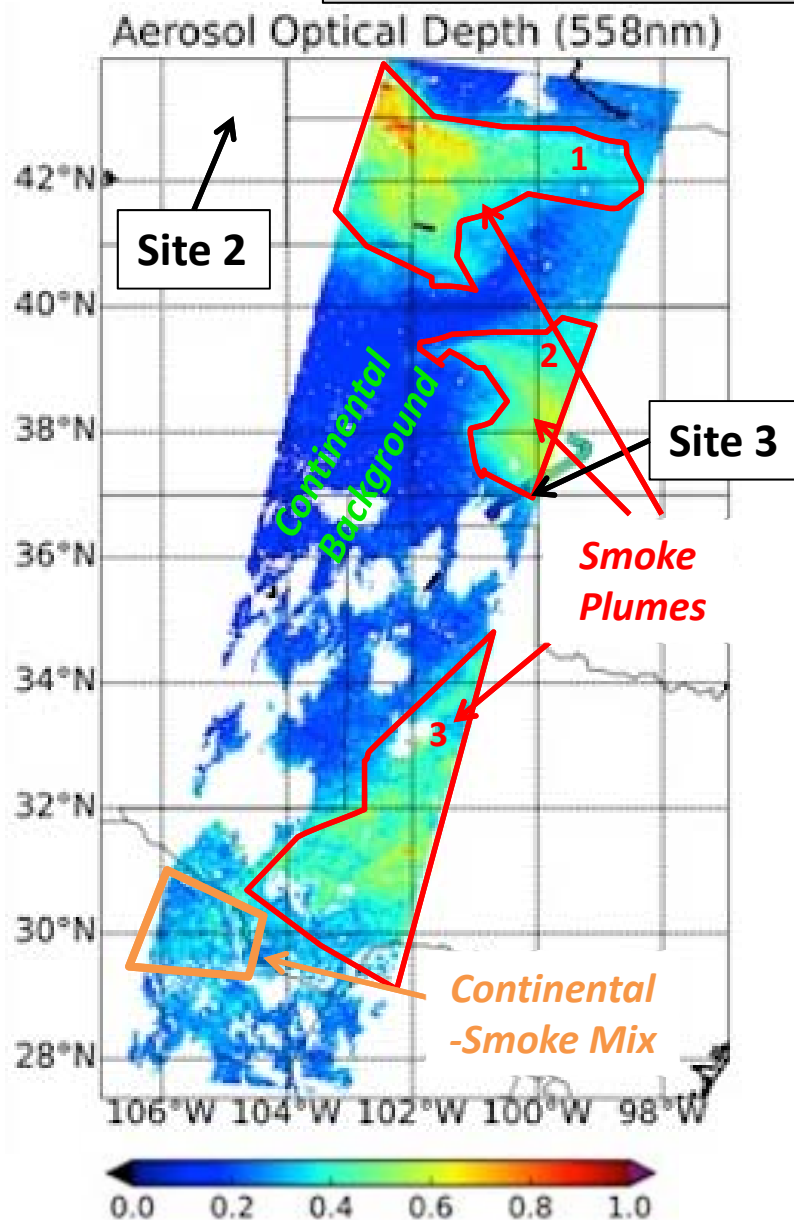 Aerosol Optical Depth (558nm)
1
42°N
Site 2
40°N
2
Continental
Background
38°N
Site 3
36°N
Smoke
Plumes
34°N
3
32°N
30°N
Continental
-Smoke Mix
28°N
106°W 104°W 102°W 100°W 98°W
0.0 0.2 0.4 0.6 0.8 1.0